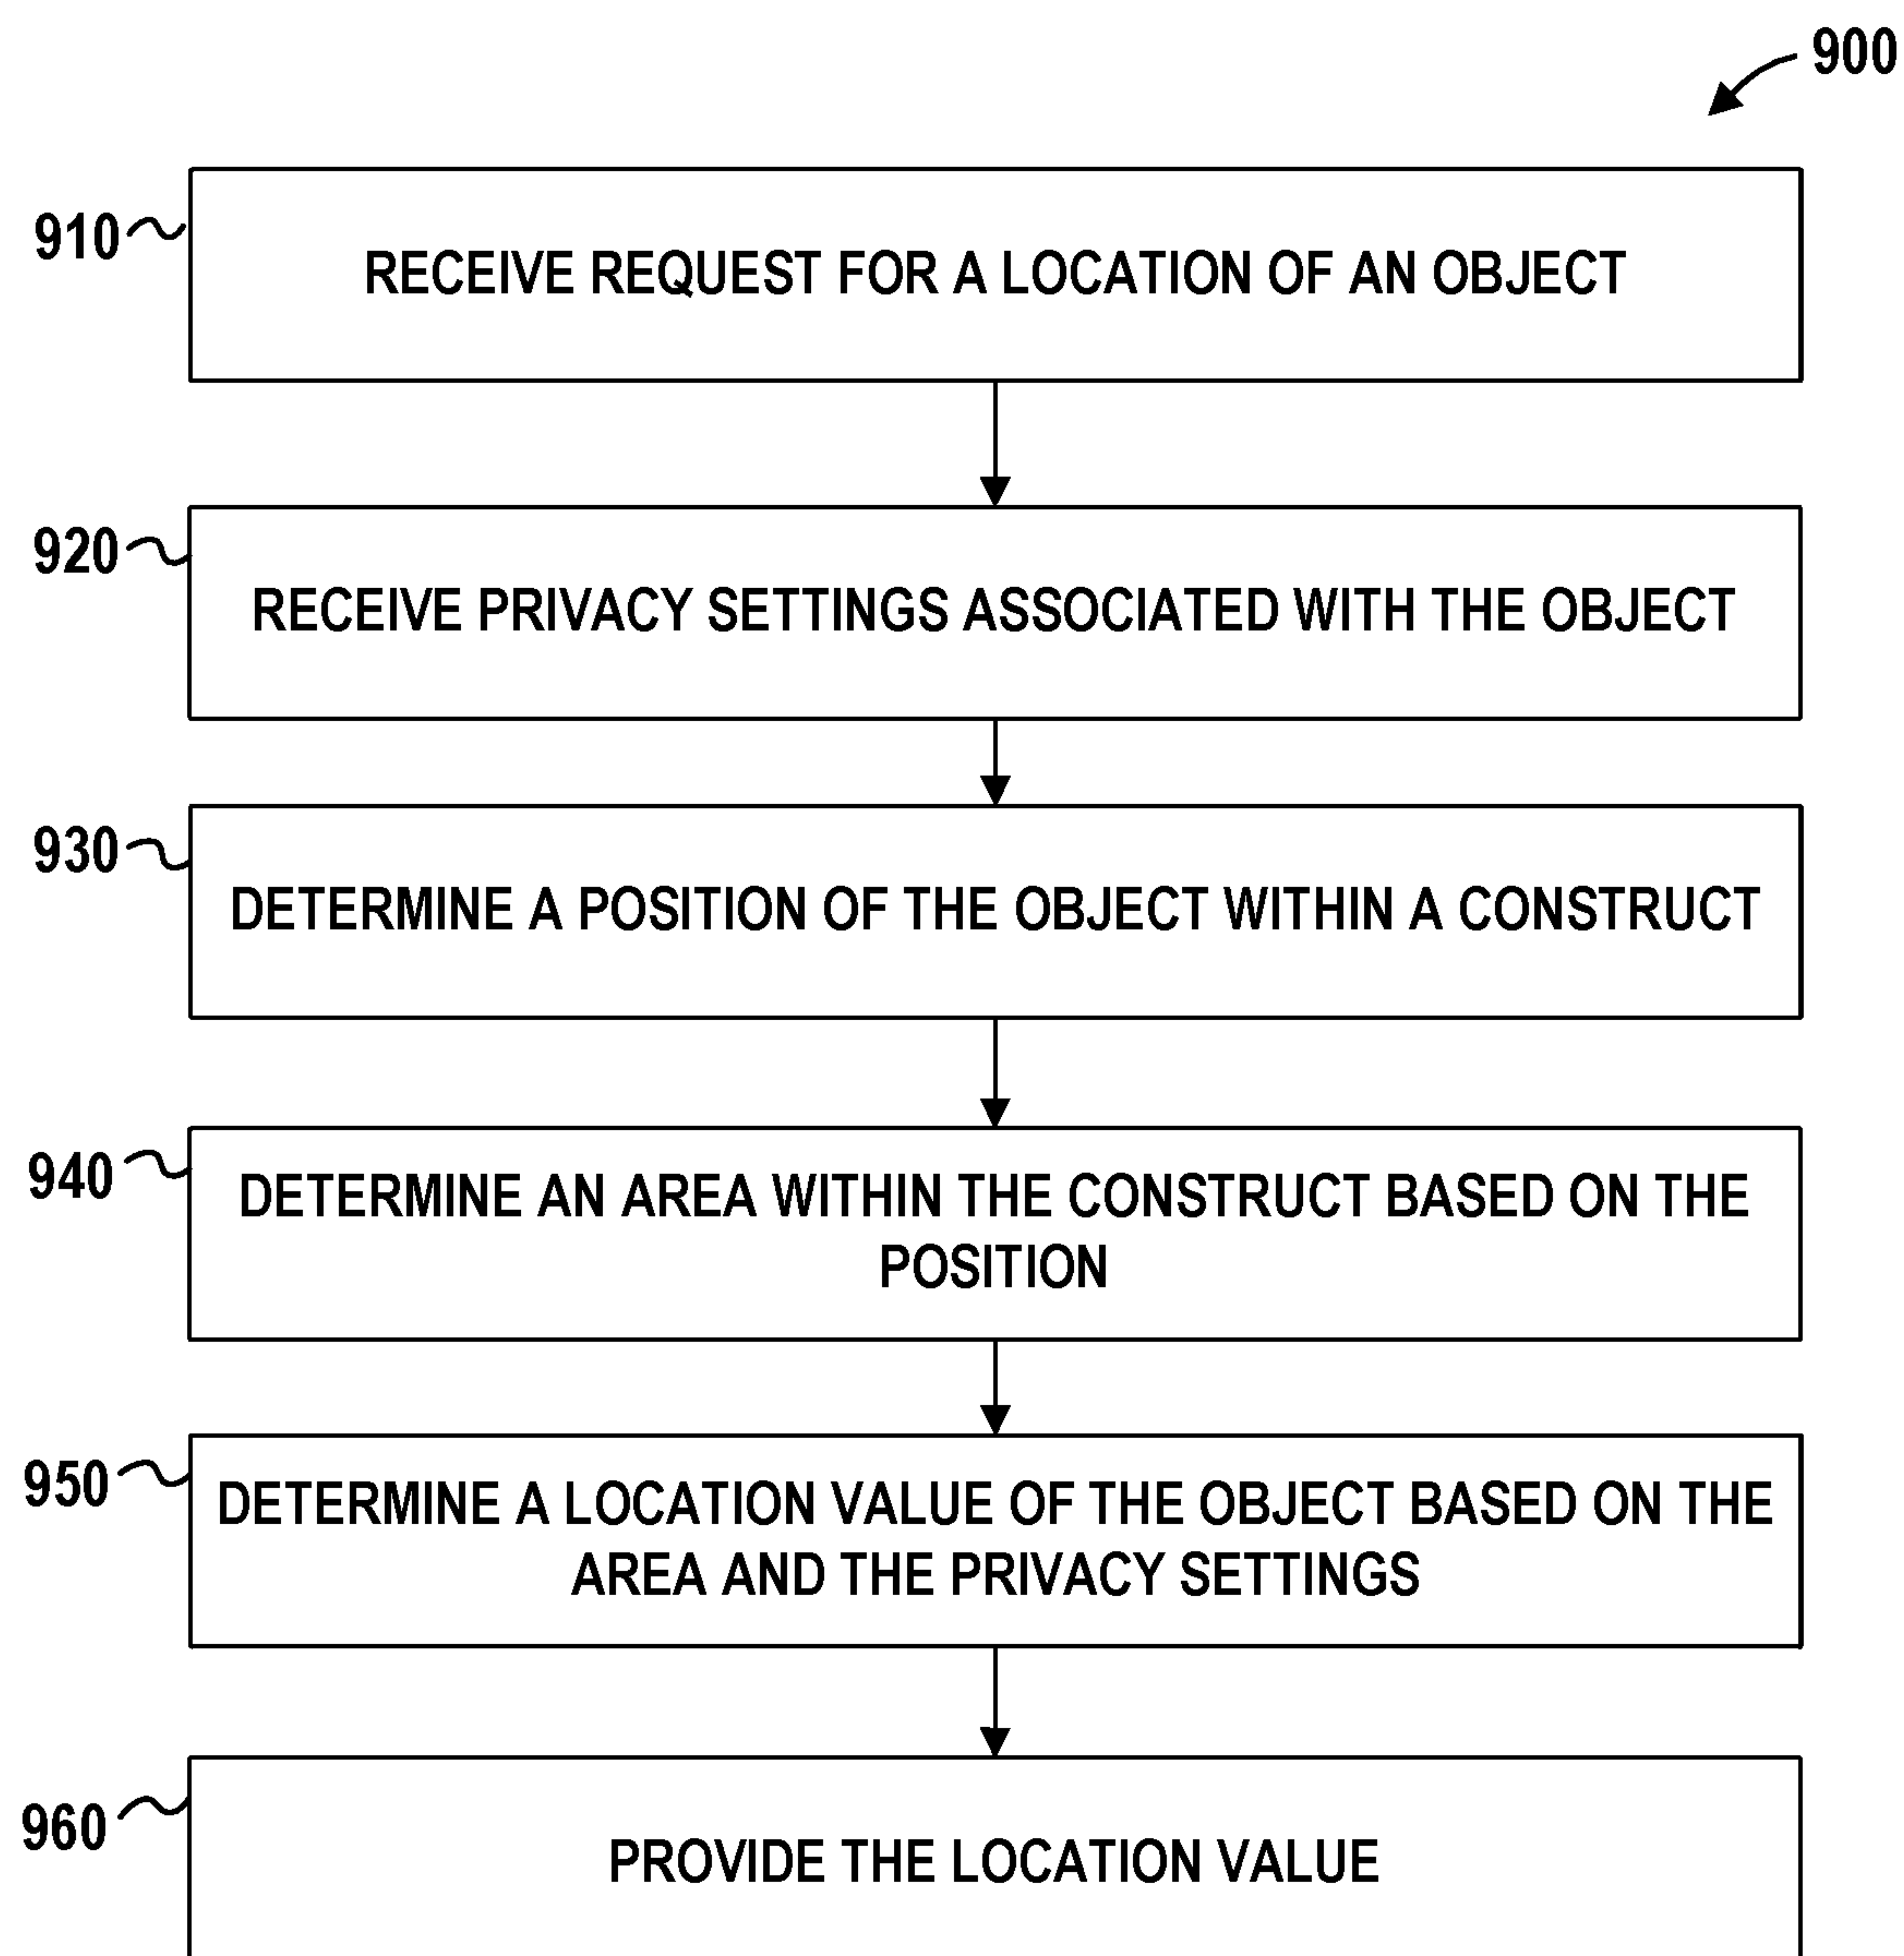 900
910
RECEIVE REQUEST FOR A LOCATION OF AN OBJECT
920
RECEIVE PRIVACY SETTINGS ASSOCIATED WITH THE OBJECT
930
DETERMINE A POSITION OF THE OBJECT WITHIN A CONSTRUCT
940
DETERMINE AN AREA WITHIN THE CONSTRUCT BASED ON THE
POSITION
950
DETERMINE A LOCATION VALUE OF THE OBJECT BASED ON THE
AREA AND THE PRIVACY SETTINGS
960
PROVIDE THE LOCATION VALUE